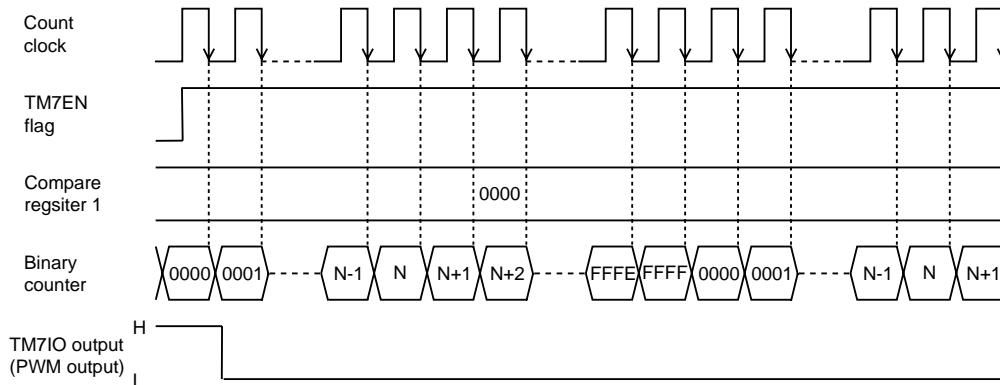 Count
clock
TM7EN
flag
Compare
regsiter 1
0000
Binary
counter
0000 0001 N-1 N N+1 N+2 FFFE FFFF 0000 0001 N-1 N N+1
H
TM7IO output
(PWM output)
L